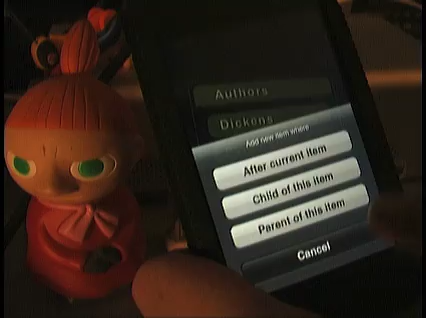 Authors
Dickens
Add new item where
After current item
Child of this item
Parent of this item
Cancel